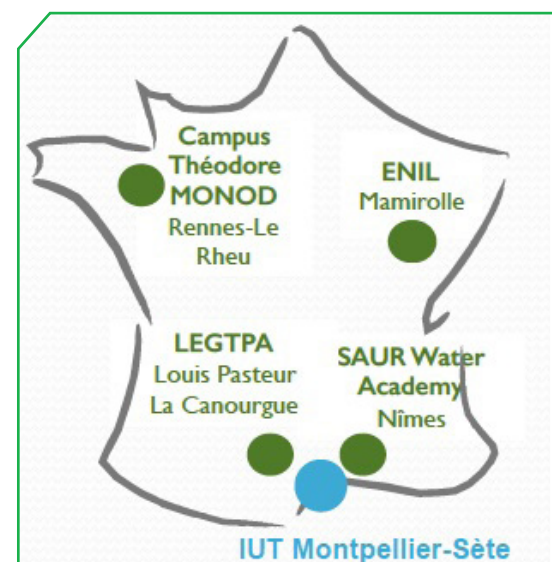 Campus
Théodore
MONOD
Rennes-Le
Rheu
ENIL
Mamirolle
LEGTPA
Louis Pasteur
La Canourgue
SAUR Water
Academy
Nîmes
IUT Montpellier-Sète